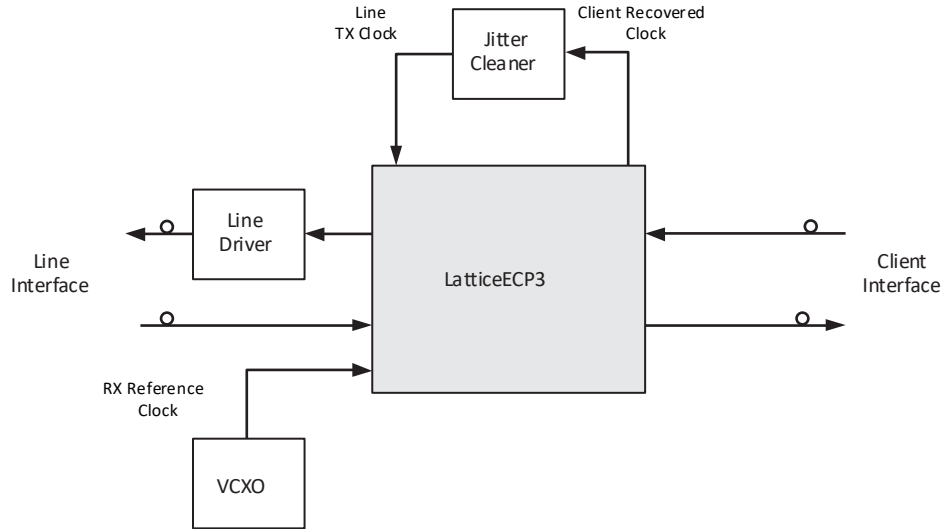 Line
TX Clock
Jitter
Cleaner
Client Recovered
Clock
Line
Driver
Line
Interface
LatticeECP3
Client
Interface
RX Reference
Clock
VCXO